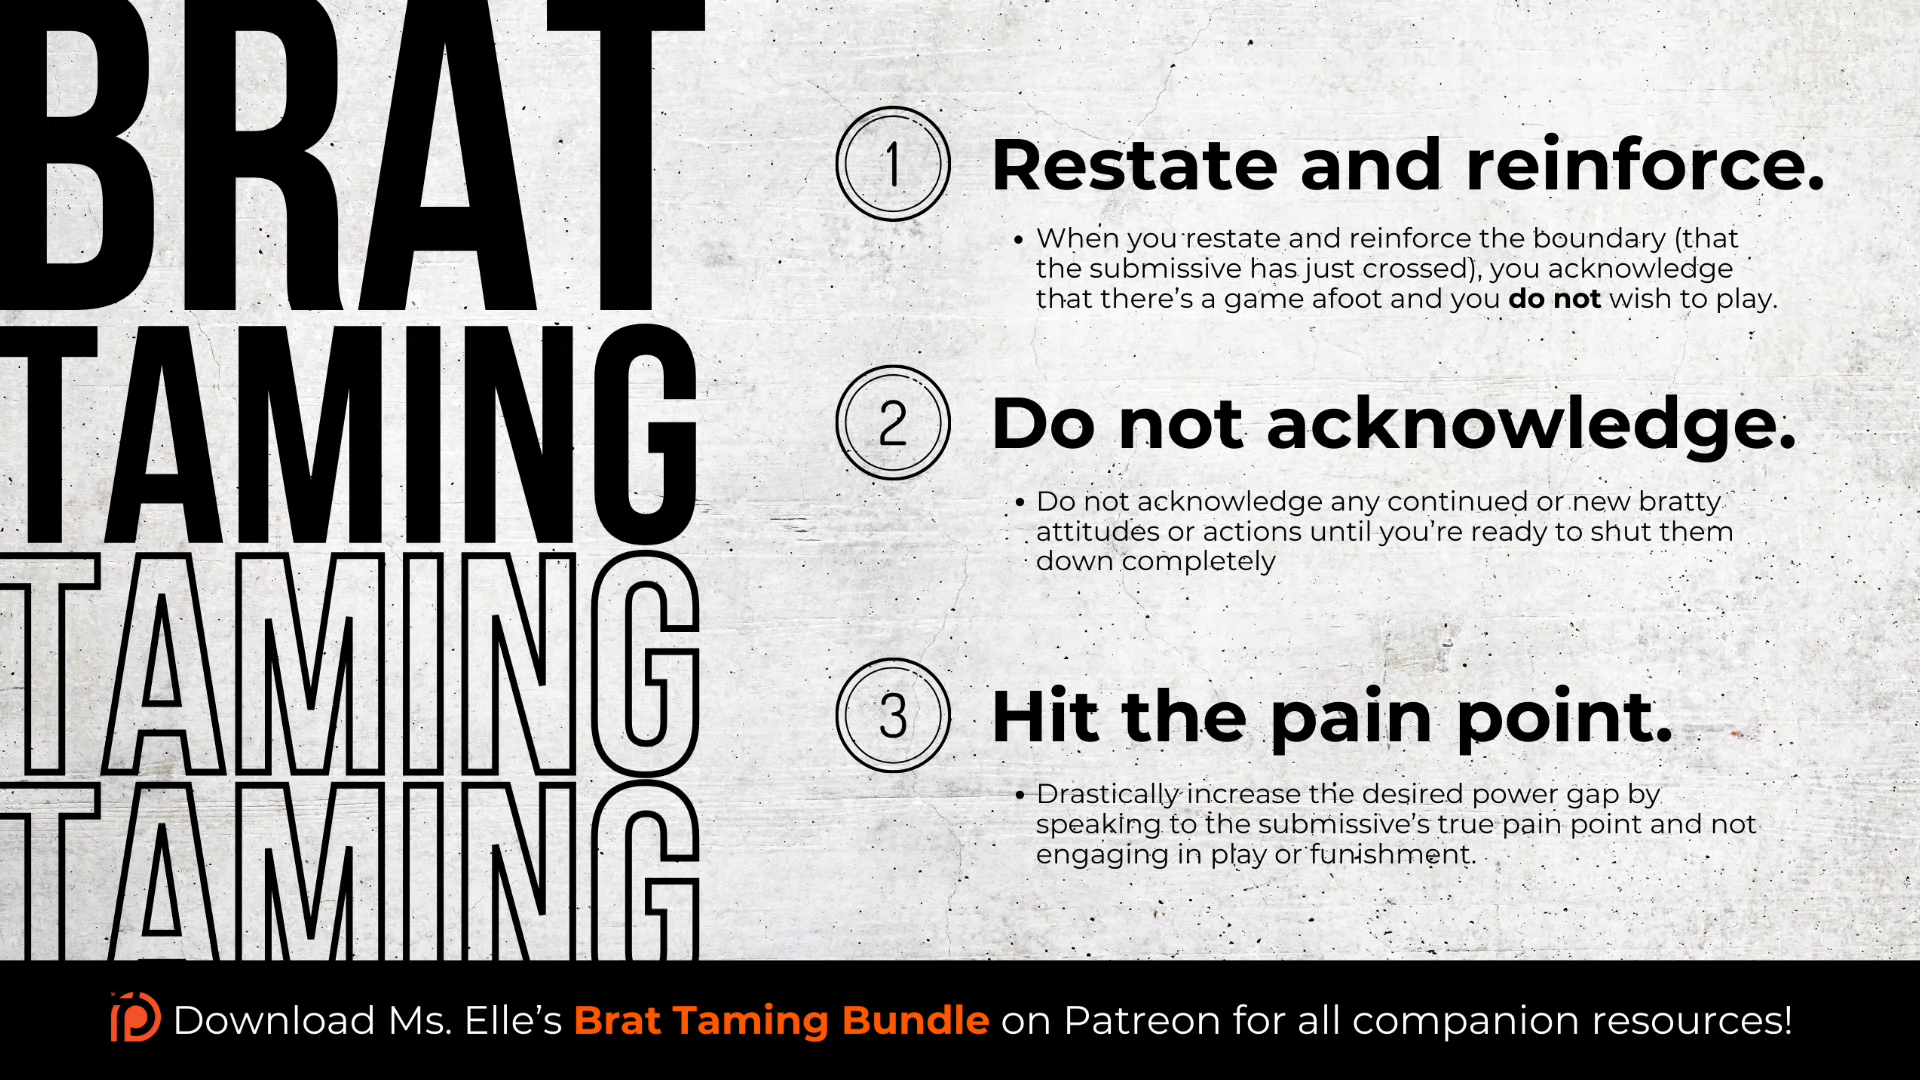 BRAT
TAMING
TAMING
TAMING
1
Restate and reinforce.
• When you restate and reinforce the boundary (that
the submissive has just crossed), you acknowledge
that there's a game afoot and you do not wish to play.
2
Do not acknowledge.
• Do not acknowledge any continued or new bratty
attitudes or actions until you're ready to shut them
down completely
3
Hit the pain point.
• Drastically increase the desired power gap by
speaking to the submissive's true pain point and not
engaging in play or funishment.
Download Ms. Elle's Brat Taming Bundle on Patreon for all companion resources!